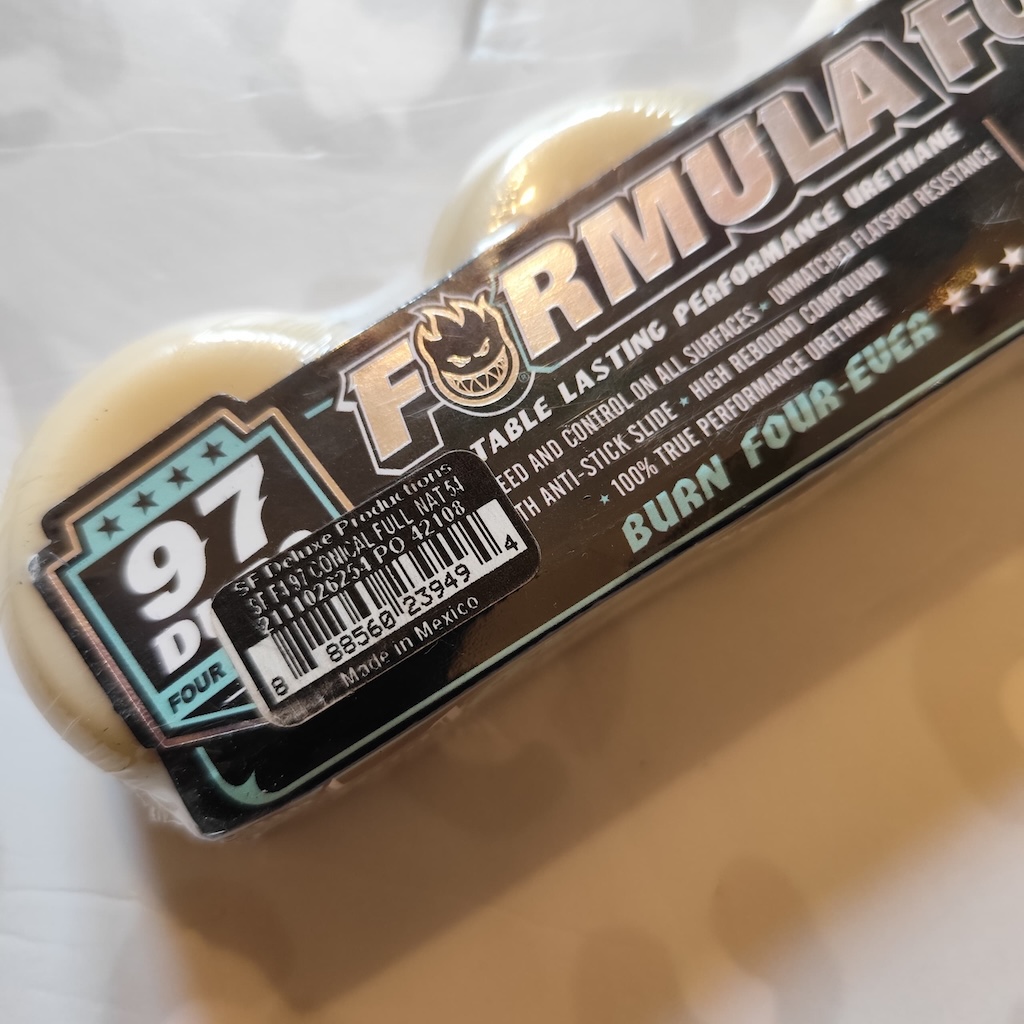 FORMULA FO
TABLE LASTING PERFORMANCE URETHANE
EED AND CONTROL ON ALL SURFACES ★ UNMATCHED FLATSPOT RESISTANCE
TH ANTI-STICK SLIDE ★ HIGH REBOUND COMPOUND
★ 100% TRUE PERFORMANCE URETHANE
BURN FOUR-EVER
97
D
FOUR
SF Deluxe Productions
SF F4 97 CONICAL FULL NAT 54
2111026254 PO 42108
8 88560 23949 4
Made in Mexico